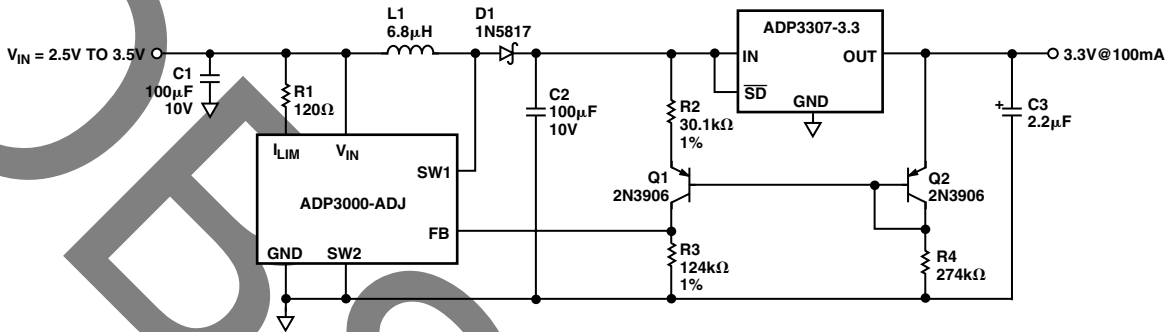 V_IN = 2.5V TO 3.5V
C1
100μF
10V
R1
120Ω
L1
6.8μH
D1
1N5817
C2
100μF
10V
R2
30.1kΩ
1%
ADP3307-3.3
IN
OUT
SD
GND
3.3V@100mA
C3
+
2.2μF
I_LIM
V_IN
SW1
ADP3000-ADJ
FB
GND
SW2
Q1
2N3906
Q2
2N3906
R3
124kΩ
1%
R4
274kΩ